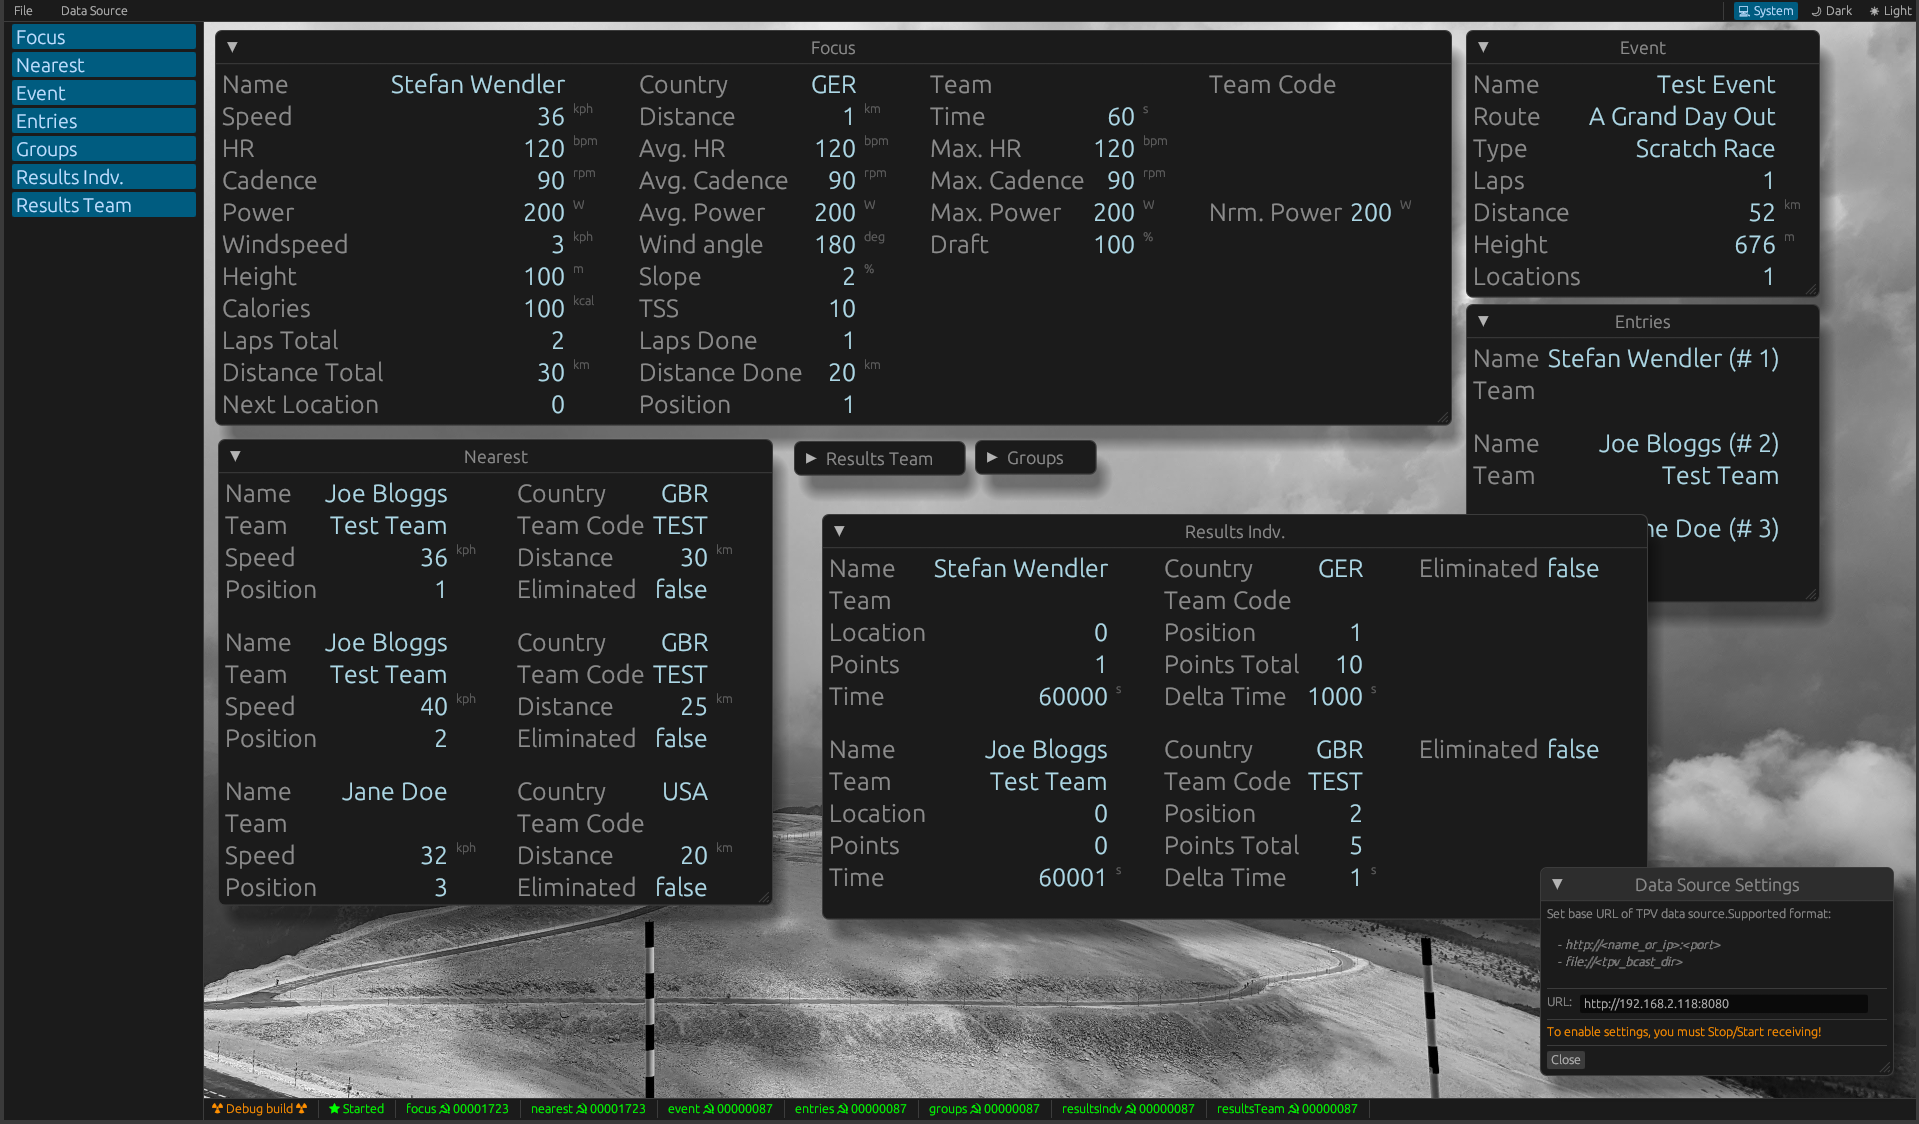 File Data Source System Dark Light
Focus
Nearest
Event
Entries
Groups
Results Indv.
Results Team
Focus
Name Stefan Wendler Country GER Team Team Code
Speed 36 kph Distance 1 km Time 60 s
HR 120 bpm Avg. HR 120 bpm Max. HR 120 bpm
Cadence 90 rpm Avg. Cadence 90 rpm Max. Cadence 90 rpm
Power 200 W Avg. Power 200 W Max. Power 200 W Nrm. Power 200 W
Windspeed 3 kph Wind angle 180 deg Draft 100 %
Height 100 m Slope 2 %
Calories 100 kcal TSS 10
Laps Total 2 Laps Done 1
Distance Total 30 km Distance Done 20 km
Next Location 0 Position 1
Event
Name Test Event
Route A Grand Day Out
Type Scratch Race
Laps 1
Distance 52 km
Height 676 m
Locations 1
Entries
Name Stefan Wendler (# 1)
Team
Name Joe Bloggs (# 2)
Team Test Team
ne Doe (# 3)
Nearest
Name Joe Bloggs Country GBR
Team Test Team Team Code TEST
Speed 36 kph Distance 30 km
Position 1 Eliminated false
Name Joe Bloggs Country GBR
Team Test Team Team Code TEST
Speed 40 kph Distance 25 km
Position 2 Eliminated false
Name Jane Doe Country USA
Team Team Code
Speed 32 kph Distance 20 km
Position 3 Eliminated false
Results Team
Groups
Results Indv.
Name Stefan Wendler Country GER Eliminated false
Team Team Code
Location 0 Position 1
Points 1 Points Total 10
Time 60000 s Delta Time 1000 s
Name Joe Bloggs Country GBR Eliminated false
Team Test Team Team Code TEST
Location 0 Position 2
Points 0 Points Total 5
Time 60001 s Delta Time 1 s
Data Source Settings
Set base URL of TPV data source.Supported format:
- http://<name_or_ip>:<port>
- file://<tpv_bcast_dir>
URL: http://192.168.2.118:8080
To enable settings, you must Stop/Start receiving!
Close
Debug build Started focus 00001723 nearest 00001723 event 00000087 entries 00000087 groups 00000087 resultsIndv 00000087 resultsTeam 00000087